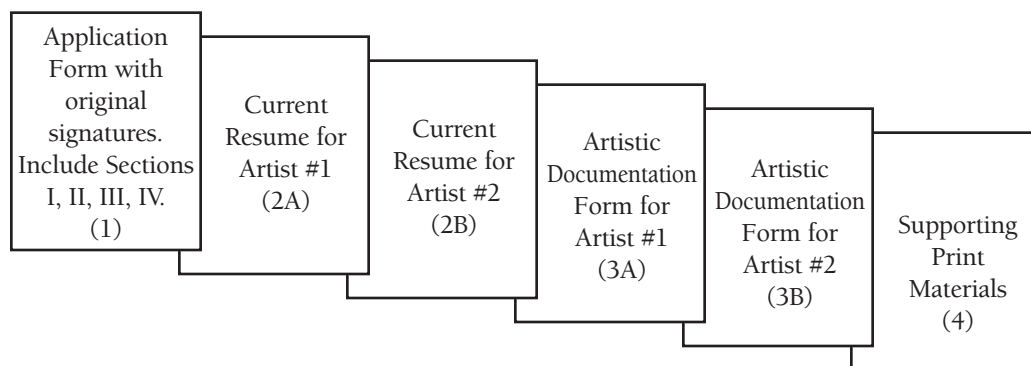 Application
Form with
original
signatures.
Include Sections
I, II, III, IV.
(1)
Current
Resume for
Artist #1
(2A)
Current
Resume for
Artist #2
(2B)
Artistic
Documentation
Form for
Artist #1
(3A)
Artistic
Documentation
Form for
Artist #2
(3B)
Supporting
Print
Materials
(4)